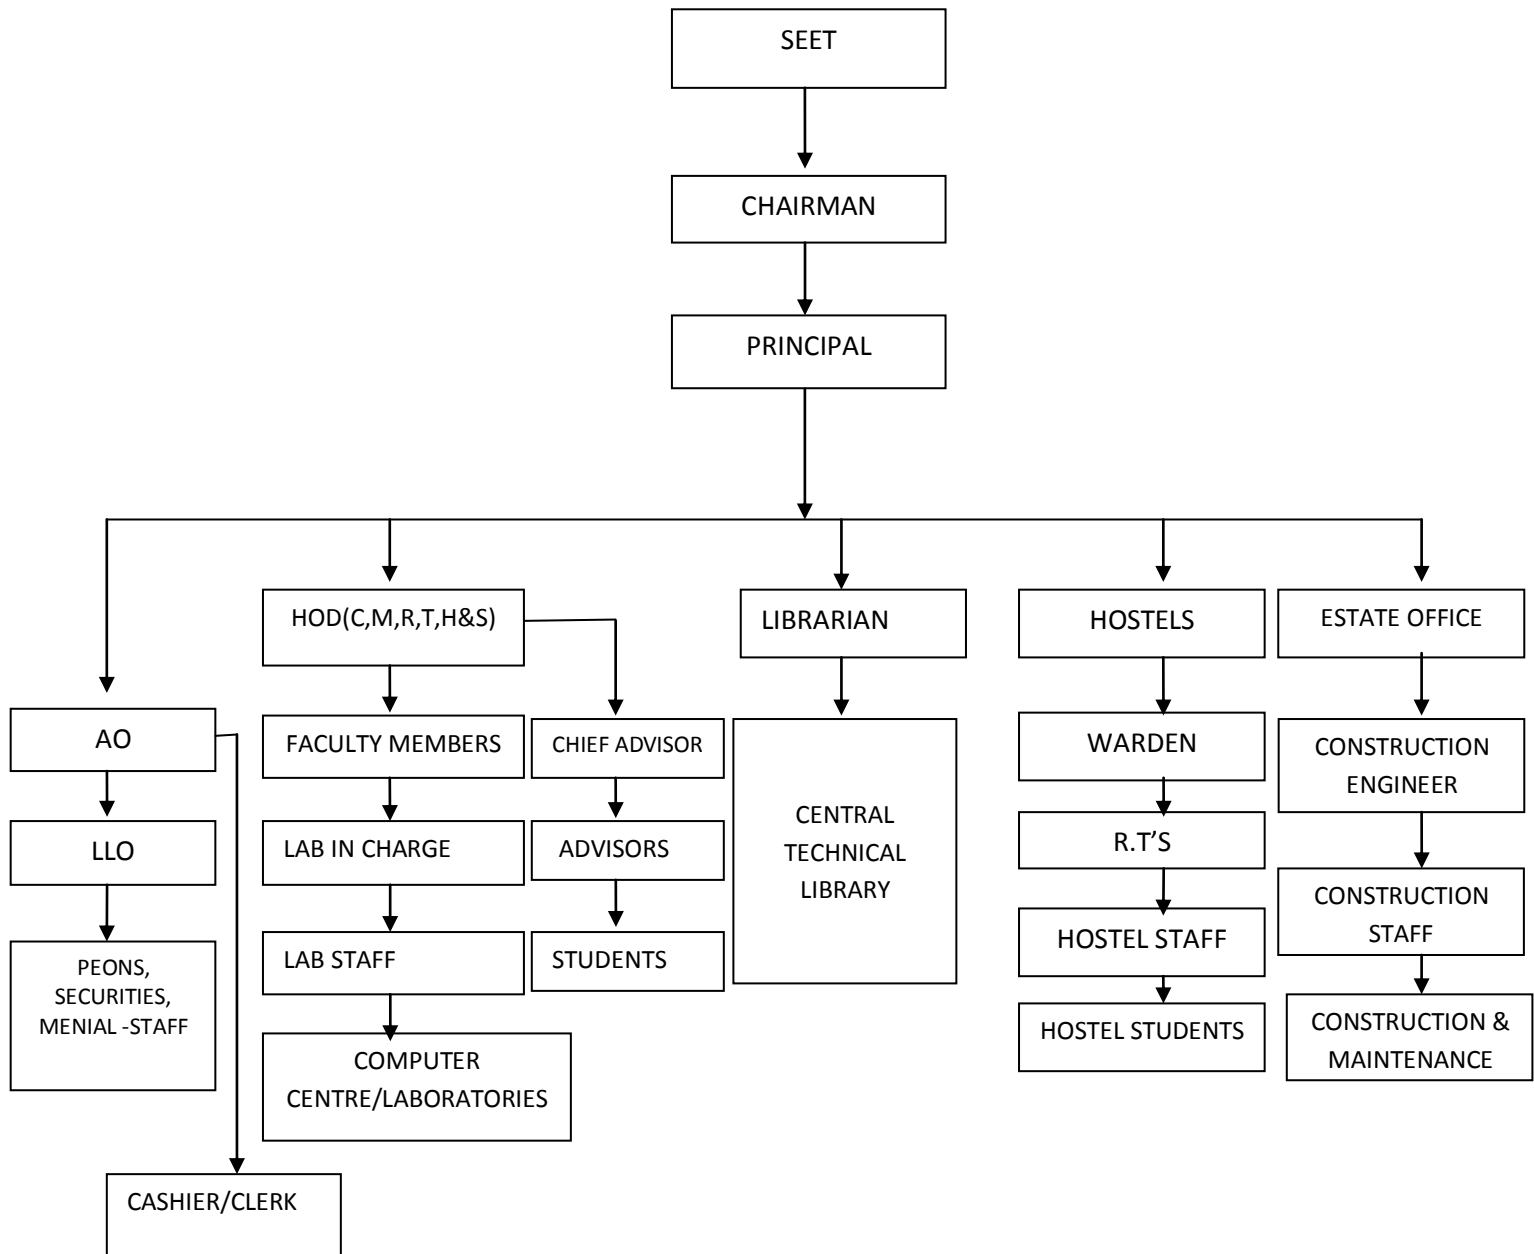 SEET
CHAIRMAN
PRINCIPAL
HOD(C,M,R,T,H&S)
LIBRARIAN
HOSTELS
ESTATE OFFICE
AO
FACULTY MEMBERS
CHIEF ADVISOR
CENTRAL
TECHNICAL
LIBRARY
WARDEN
CONSTRUCTION
ENGINEER
LLO
LAB IN CHARGE
ADVISORS
R.T’S
CONSTRUCTION
STAFF
PEONS,
SECURITIES,
MENIAL -STAFF
LAB STAFF
STUDENTS
HOSTEL STAFF
HOSTEL STUDENTS
CONSTRUCTION &
MAINTENANCE
COMPUTER
CENTRE/LABORATORIES
CASHIER/CLERK